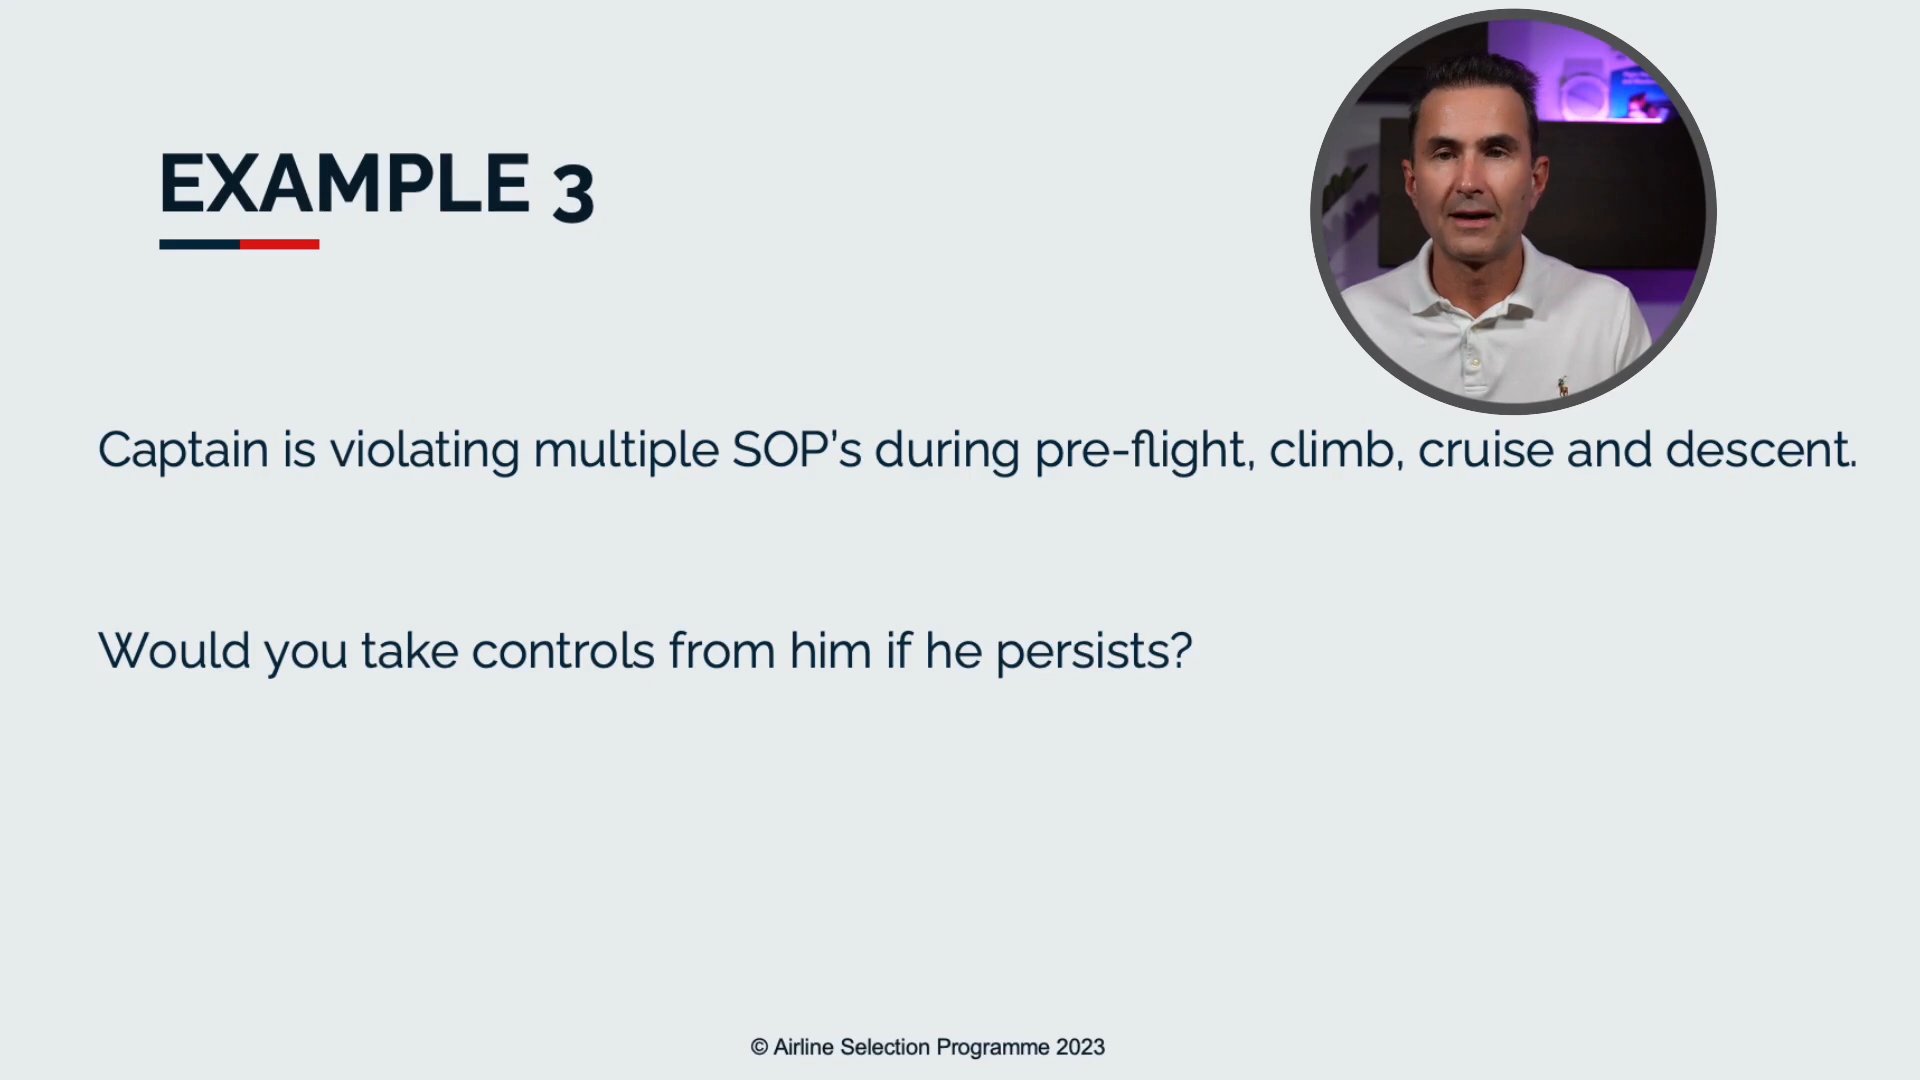 EXAMPLE 3
Captain is violating multiple SOP’s during pre-flight, climb, cruise and descent.
Would you take controls from him if he persists?
© Airline Selection Programme 2023